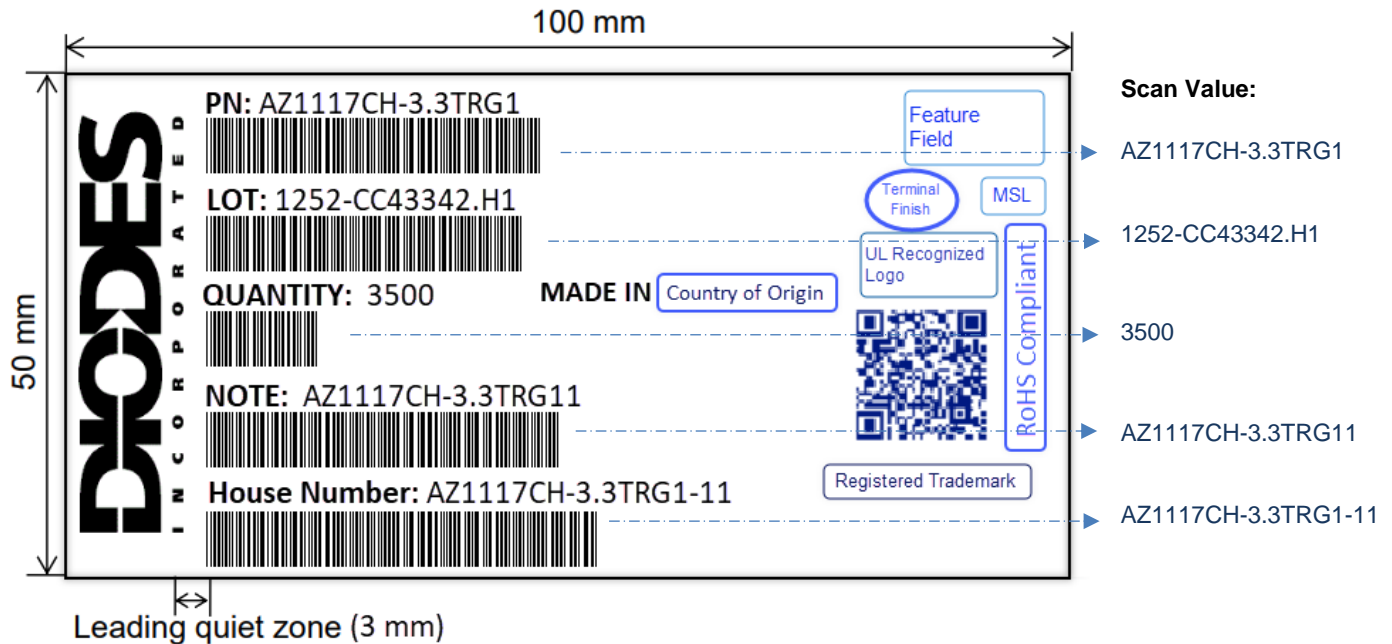 100 mm
50 mm
DIODES
INCORPORATED
PN: AZ1117CH-3.3TRG1
LOT: 1252-CC43342.H1
QUANTITY: 3500
MADE IN Country of Origin
NOTE: AZ1117CH-3.3TRG11
House Number: AZ1117CH-3.3TRG1-11
Feature
Field
Terminal
Finish
MSL
UL Recognized
Logo
RoHS Compliant
Registered Trademark
Leading quiet zone (3 mm)
Scan Value:
AZ1117CH-3.3TRG1
1252-CC43342.H1
3500
AZ1117CH-3.3TRG11
AZ1117CH-3.3TRG1-11